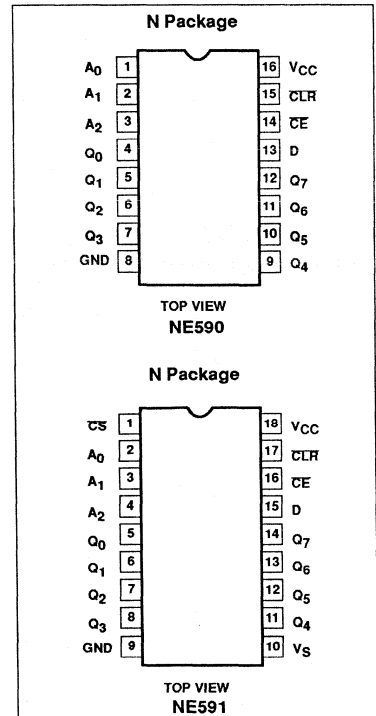 N Package
A0 1 16 VCC
A1 2 15 CLR
A2 3 14 CE
Q0 4 13 D
Q1 5 12 Q7
Q2 6 11 Q6
Q3 7 10 Q5
GND 8 9 Q4
TOP VIEW
NE590
N Package
CS 1 18 VCC
A0 2 17 CLR
A1 3 16 CE
A2 4 15 D
Q0 5 14 Q7
Q1 6 13 Q6
Q2 7 12 Q5
Q3 8 11 Q4
GND 9 10 VS
TOP VIEW
NE591